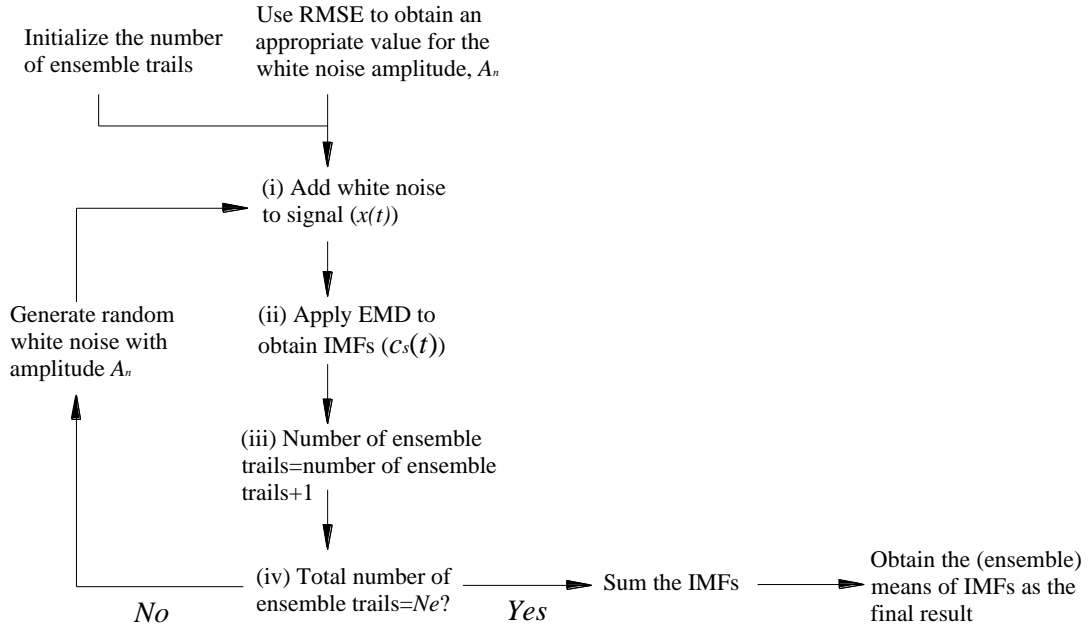 Initialize the number
of ensemble trails
Use RMSE to obtain an
appropriate value for the
white noise amplitude, Aₙ
(i) Add white noise
to signal (x(t))
Generate random
white noise with
amplitude Aₙ
(ii) Apply EMD to
obtain IMFs (cₛ(t))
(iii) Number of ensemble
trails=number of ensemble
trails+1
(iv) Total number of
ensemble trails=Ne?
No
Yes
Sum the IMFs
Obtain the (ensemble)
means of IMFs as the
final result